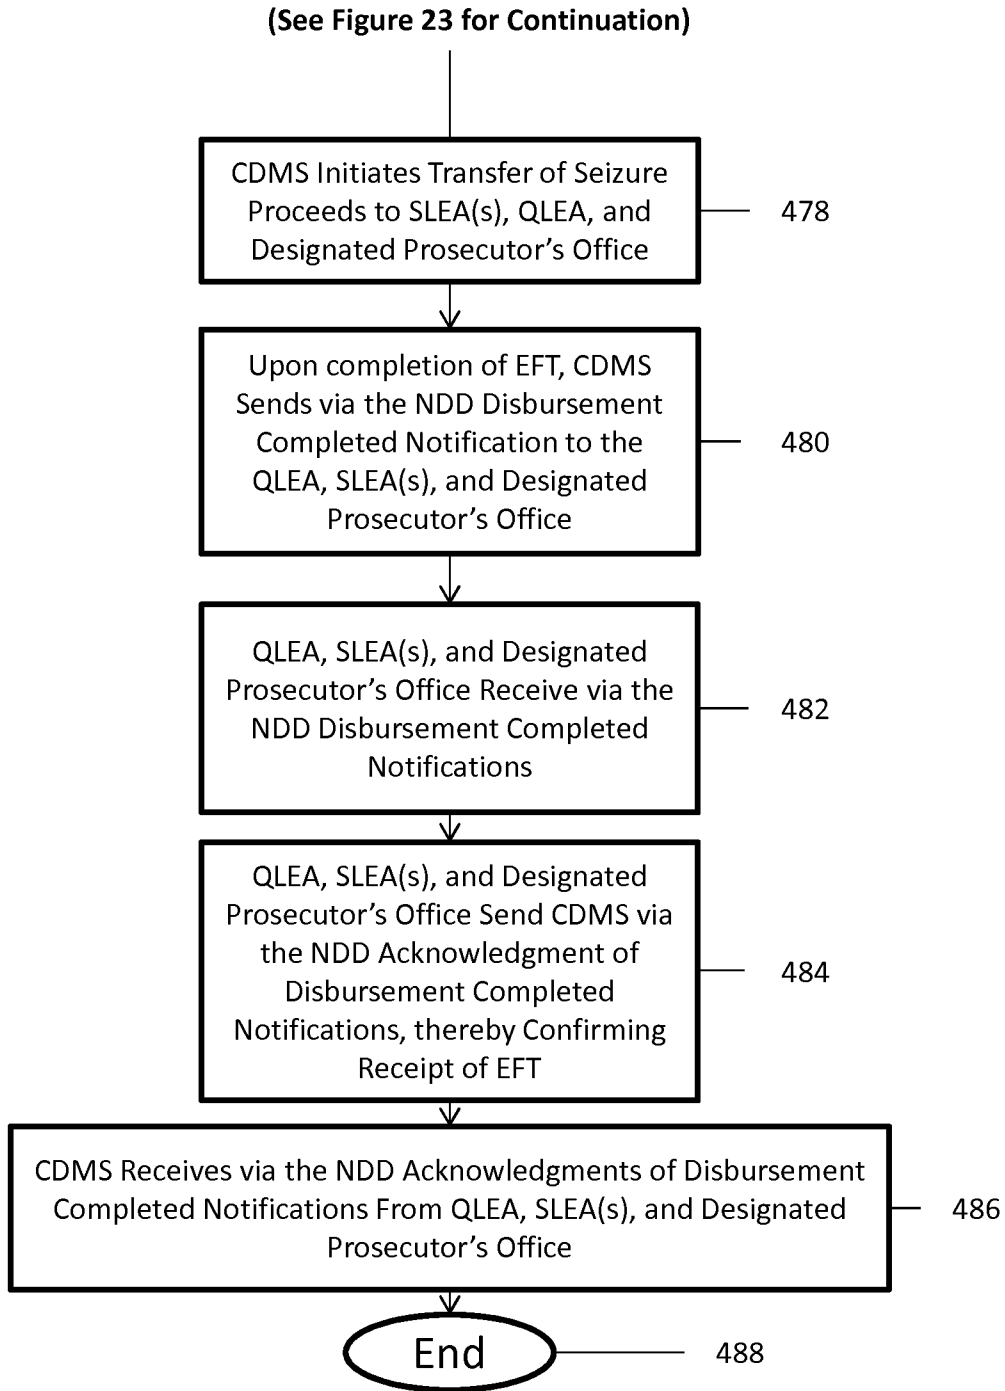 (See Figure 23 for Continuation)
CDMS Initiates Transfer of Seizure
Proceeds to SLEA(s), QLEA, and
Designated Prosecutor’s Office
478
Upon completion of EFT, CDMS
Sends via the NDD Disbursement
Completed Notification to the
QLEA, SLEA(s), and Designated
Prosecutor’s Office
480
QLEA, SLEA(s), and Designated
Prosecutor’s Office Receive via the
NDD Disbursement Completed
Notifications
482
QLEA, SLEA(s), and Designated
Prosecutor’s Office Send CDMS via
the NDD Acknowledgment of
Disbursement Completed
Notifications, thereby Confirming
Receipt of EFT
484
CDMS Receives via the NDD Acknowledgments of Disbursement
Completed Notifications From QLEA, SLEA(s), and Designated
Prosecutor’s Office
486
End
488